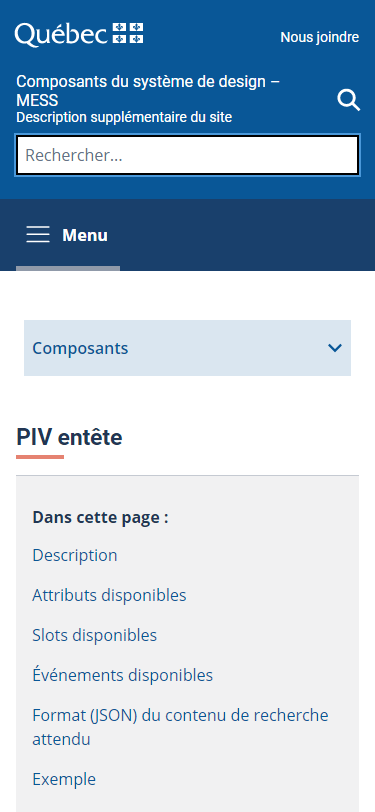 Québec
Nous joindre
Composants du système de design –
MESS
Description supplémentaire du site
Rechercher...
Menu
Composants
PIV entête
Dans cette page :
Description
Attributs disponibles
Slots disponibles
Événements disponibles
Format (JSON) du contenu de recherche
attendu
Exemple